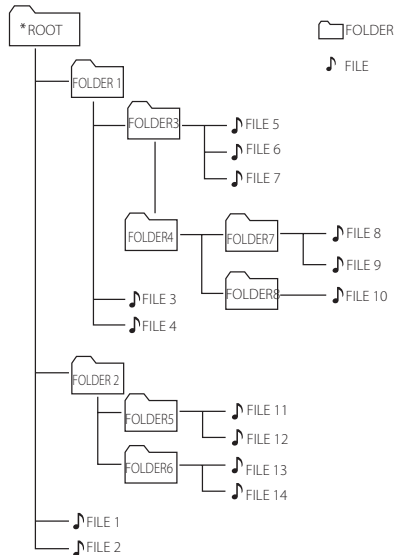 *ROOT
FOLDER
FILE
FOLDER 1
FOLDER3
FILE 5
FILE 6
FILE 7
FOLDER4
FOLDER7
FILE 8
FILE 9
FOLDER8
FILE 10
FILE 3
FILE 4
FOLDER 2
FOLDER5
FILE 11
FILE 12
FOLDER6
FILE 13
FILE 14
FILE 1
FILE 2